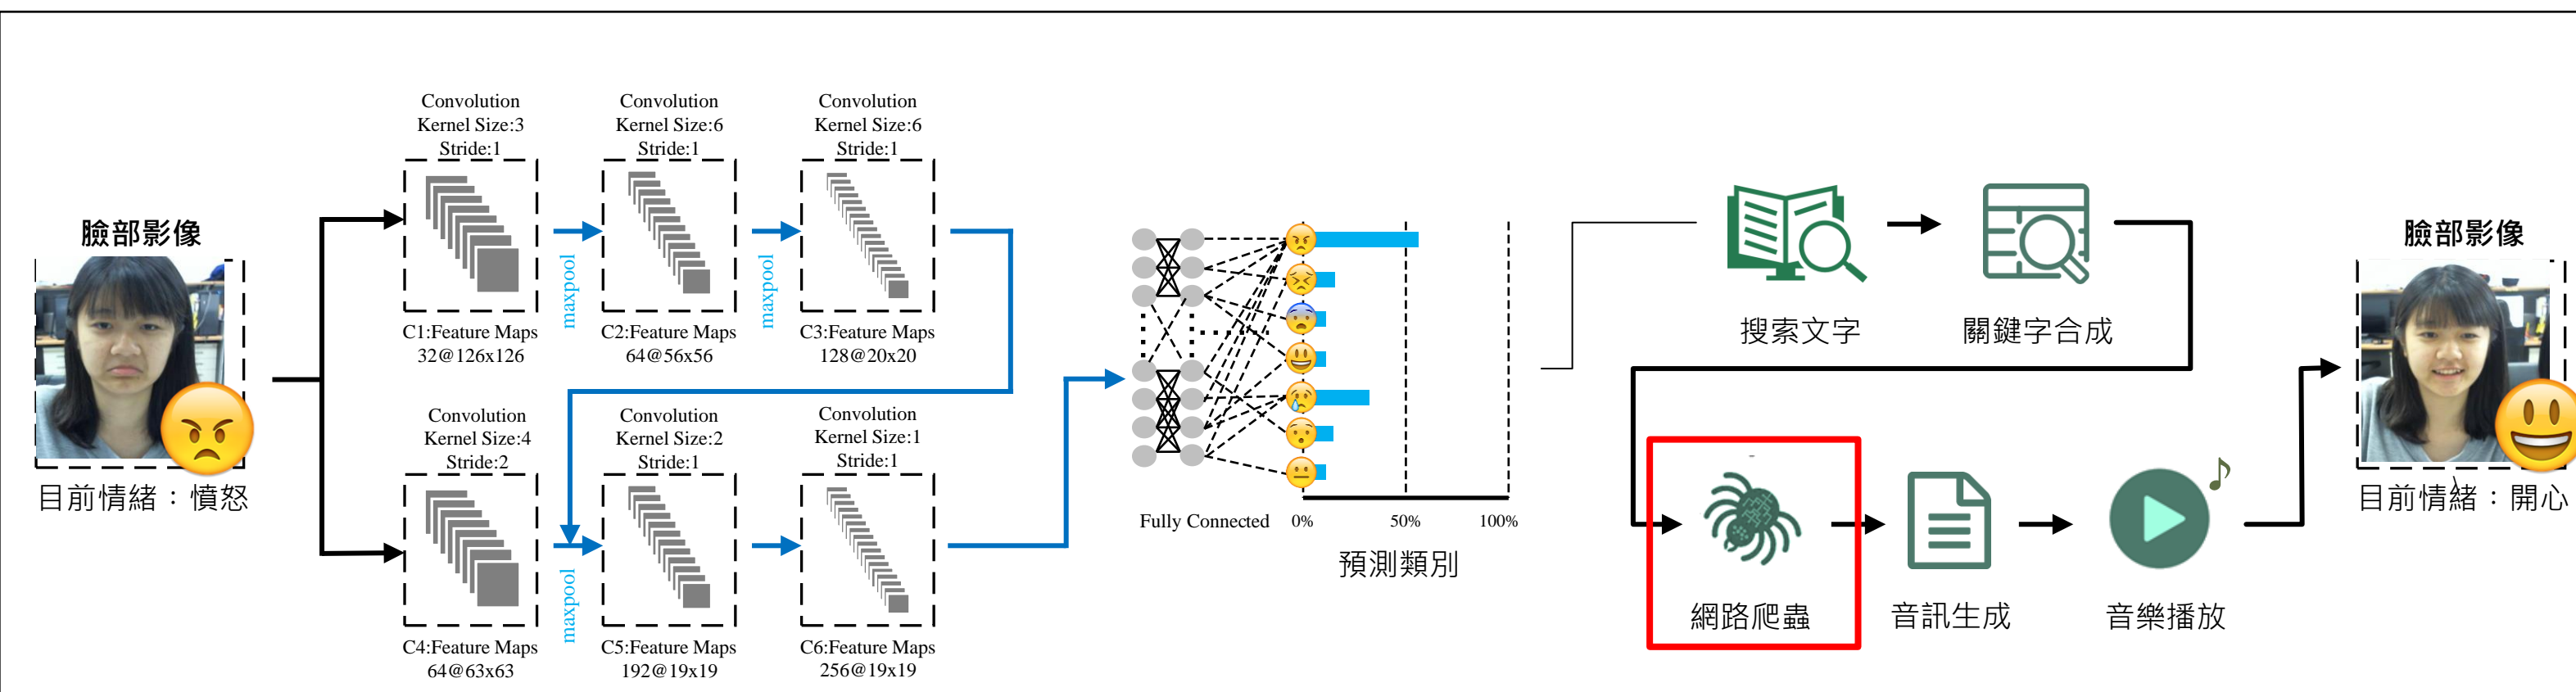 臉部影像
目前情緒：憤怒
Convolution
Kernel Size:3
Stride:1
C1:Feature Maps
32@126x126
maxpool
Convolution
Kernel Size:6
Stride:1
C2:Feature Maps
64@56x56
maxpool
Convolution
Kernel Size:6
Stride:1
C3:Feature Maps
128@20x20
Convolution
Kernel Size:4
Stride:2
C4:Feature Maps
64@63x63
maxpool
Convolution
Kernel Size:2
Stride:1
C5:Feature Maps
192@19x19
Convolution
Kernel Size:1
Stride:1
C6:Feature Maps
256@19x19
Fully Connected
0%
50%
100%
預測類別
搜索文字
關鍵字合成
網路爬蟲
音訊生成
音樂播放
臉部影像
目前情緒：開心